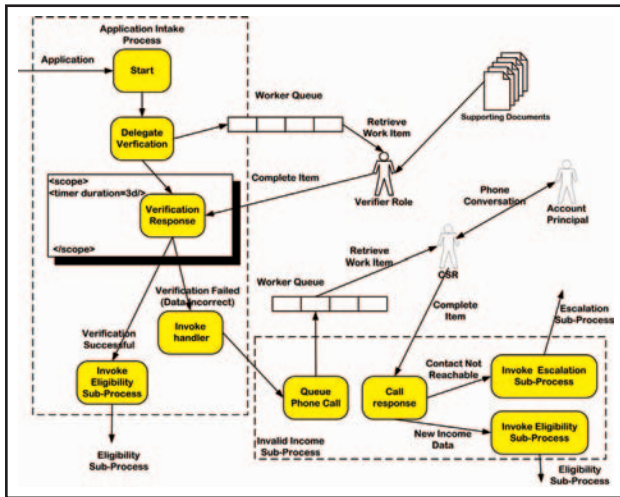 Application Intake
Process
Application
Start
Delegate
Verfication
Worker Queue
Retrieve
Work Item
Supporting Documents
<scope>
<timer duration=3d/>
Verification
Response
</scope>
Complete Item
Verifier Role
Phone
Conversation
Account
Principal
Retrieve
Work Item
CSR
Worker Queue
Complete
Item
Verification Failed
(Data Incorrect)
Invoke
handler
Verification
Successful
Invoke
Eligibility
Sub-Process
Eligibility
Sub-Process
Escalation
Sub-Process
Queue
Phone Call
Call
response
Contact Not
Reachable
Invoke Escalation
Sub-Process
New Income
Data
Invoke Eligibility
Sub-Process
Invalid Income
Sub-Process
Eligibility
Sub-Process